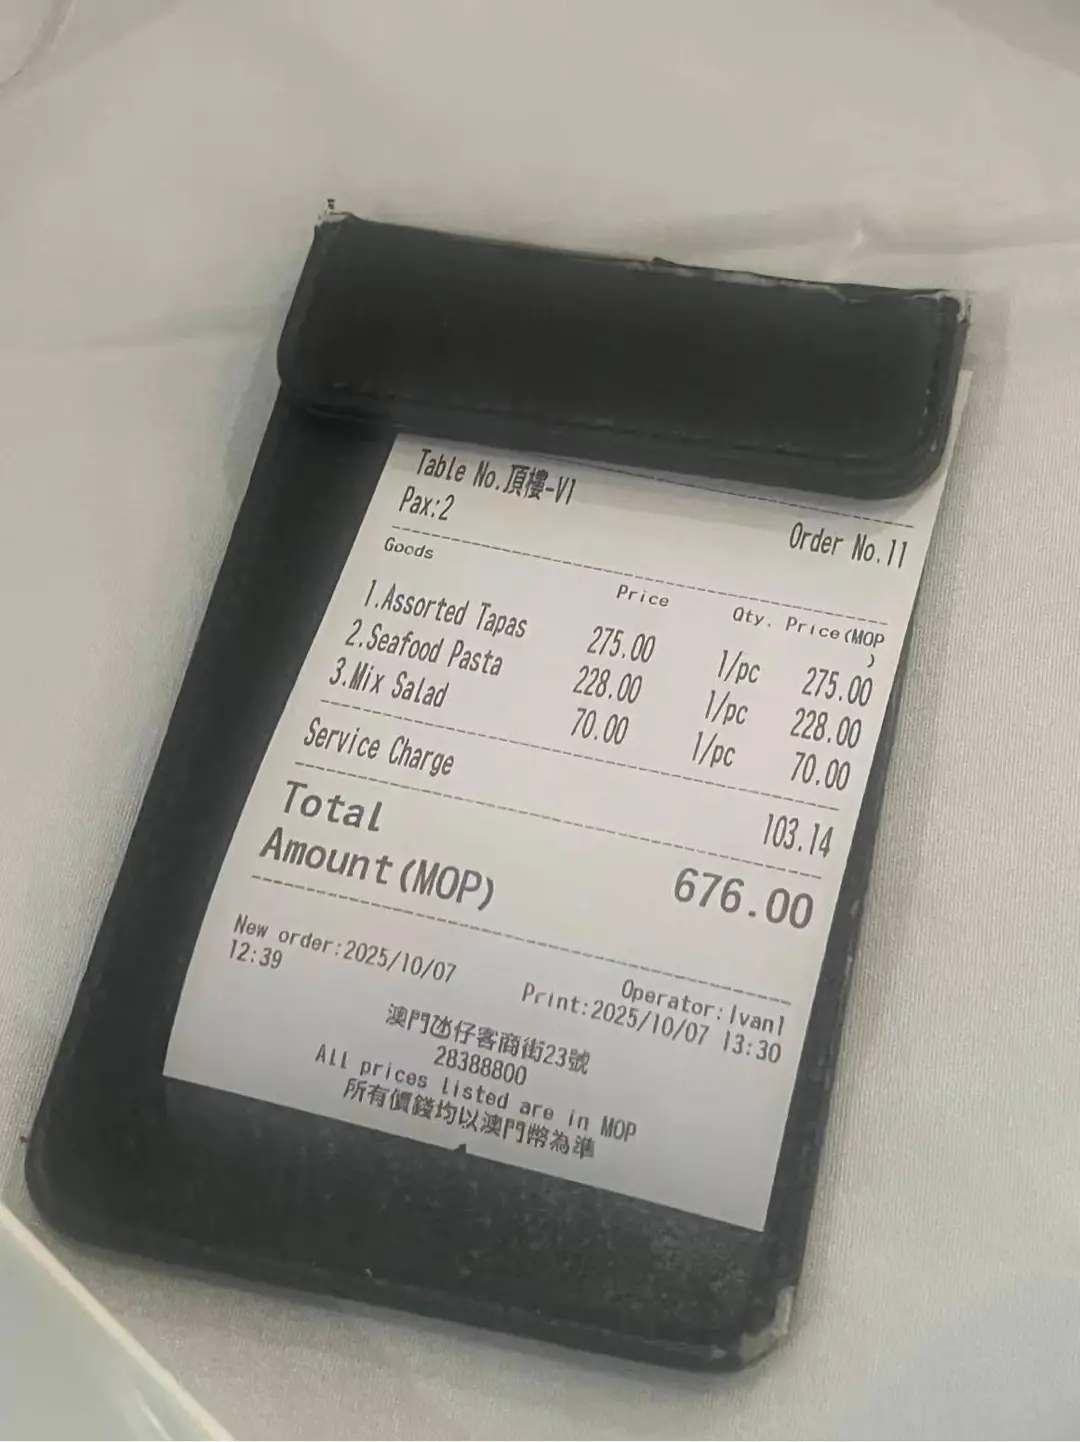 Table No.頂樓-V1
Pax:2
Order No.11
Goods Price Qty. Price(MOP)
1.Assorted Tapas 275.00 1/pc 275.00
2.Seafood Pasta 228.00 1/pc 228.00
3.Mix Salad 70.00 1/pc 70.00
Service Charge 103.14
Total
Amount(MOP) 676.00
Operator:Ivan1
New order:2025/10/07
12:39
Print:2025/10/07 13:30
澳門氹仔客商街23號
28388800
All prices listed are in MOP
所有價錢均以澳門幣為準